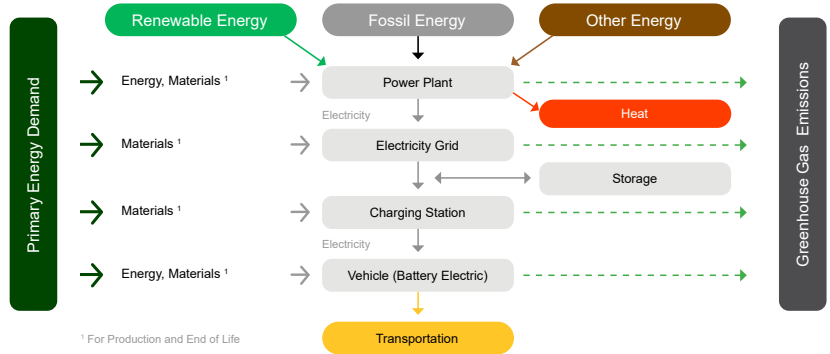 Renewable Energy
Fossil Energy
Other Energy
Primary Energy Demand
Greenhouse Gas Emissions
Energy, Materials ¹
Power Plant
Electricity
Heat
Materials ¹
Electricity Grid
Storage
Materials ¹
Charging Station
Electricity
Energy, Materials ¹
Vehicle (Battery Electric)
¹ For Production and End of Life
Transportation